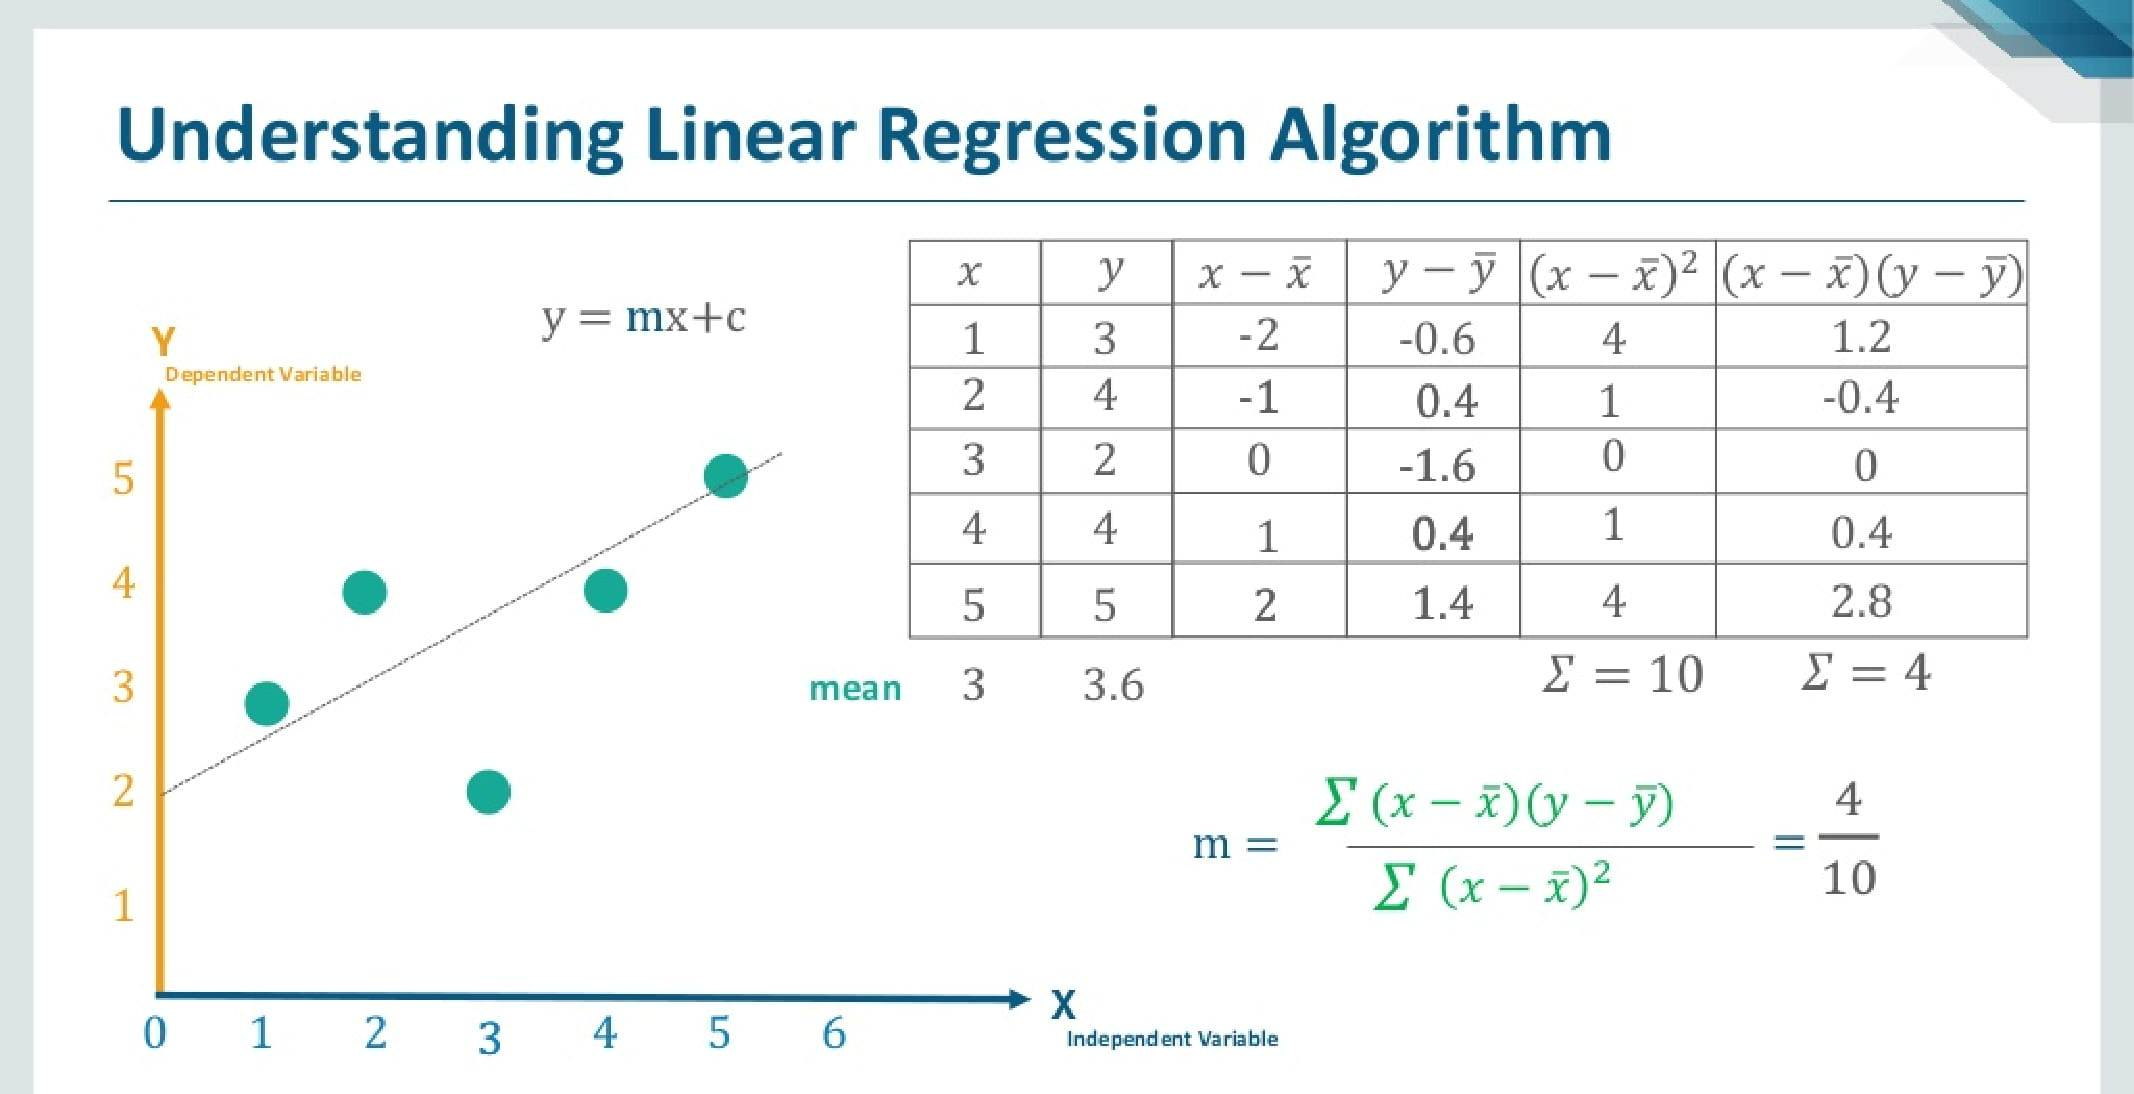 Understanding Linear Regression Algorithm
y = mx+c
Y
Dependent Variable
5
4
3
2
1
0 1 2 3 4 5 6
X
Independent Variable
x y x − x̄ y − ȳ (x − x̄)² (x − x̄)(y − ȳ)
1 3 -2 -0.6 4 1.2
2 4 -1 0.4 1 -0.4
3 2 0 -1.6 0 0
4 4 1 0.4 1 0.4
5 5 2 1.4 4 2.8
mean 3 3.6 Σ = 10 Σ = 4
Σ (x − x̄)(y − ȳ) 4
m = =
Σ (x − x̄)² 10